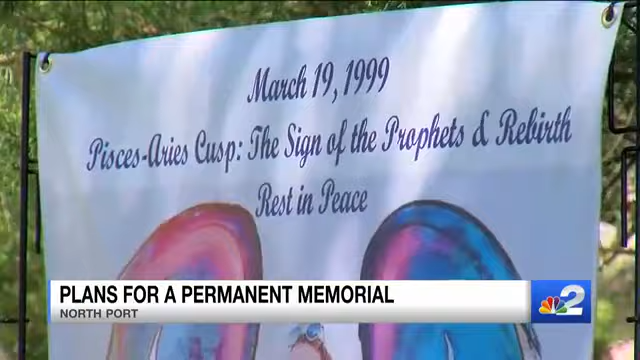 March 19, 1999
Pisces-Aries Cusp: The Sign of the Prophets & Rebirth
Rest in Peace
PLANS FOR A PERMANENT MEMORIAL
NORTH PORT
2